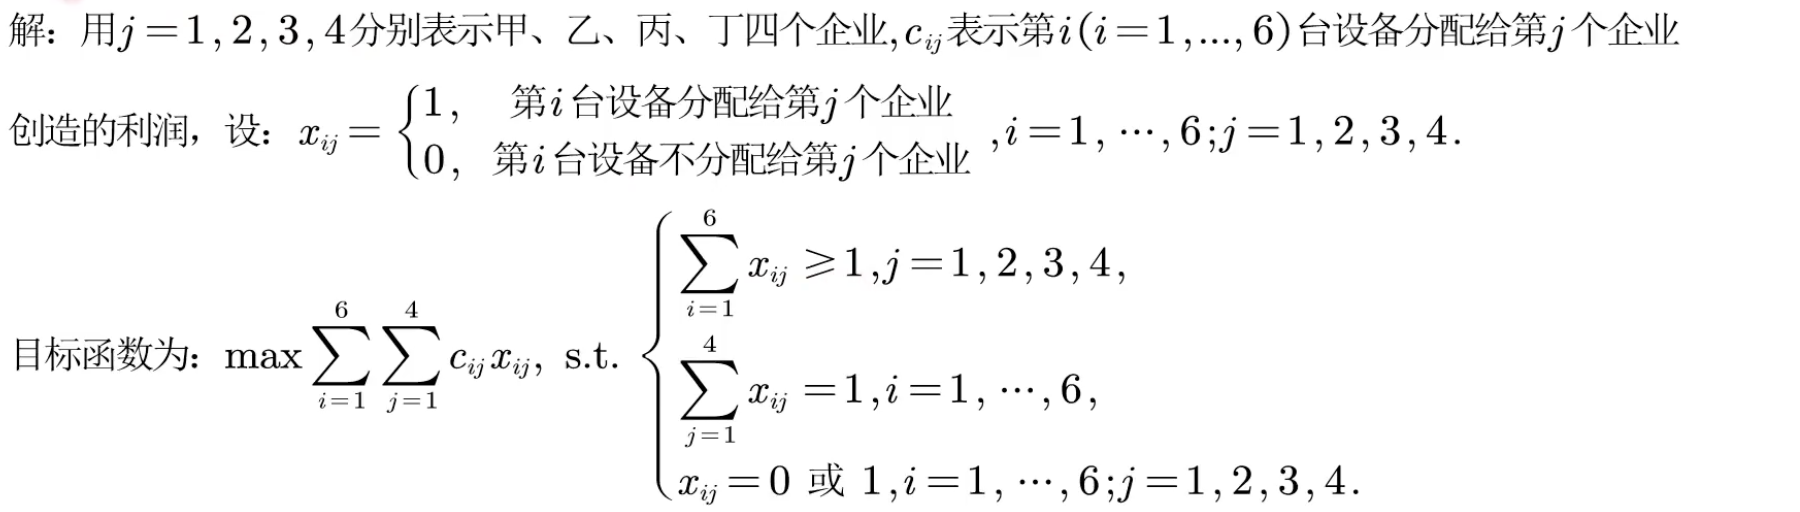 解：用j=1,2,3,4分别表示甲、乙、丙、丁四个企业,c_{ij}表示第i(i=1,...,6)台设备分配给第j个企业
创造的利润，设：x_{ij}=\begin{cases}1, & 第i台设备分配给第j个企业\\0, & 第i台设备不分配给第j个企业\end{cases},i=1,⋯,6;j=1,2,3,4.
目标函数为：max\sum_{i=1}^{6}\sum_{j=1}^{4}c_{ij}x_{ij}, s.t. \begin{cases}\sum_{i=1}^{6}x_{ij}⩾1,j=1,2,3,4,\\\sum_{j=1}^{4}x_{ij}=1,i=1,⋯,6,\\x_{ij}=0 或 1,i=1,⋯,6;j=1,2,3,4.\end{cases}